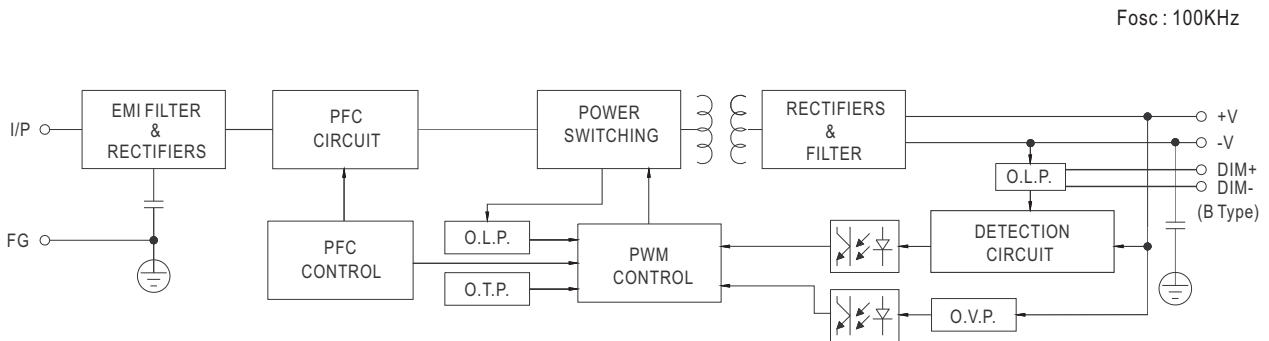 Fosc : 100KHz
I/P
EMI FILTER
&
RECTIFIERS
PFC
CIRCUIT
POWER
SWITCHING
RECTIFIERS
&
FILTER
+V
-V
O.L.P.
DIM+
DIM-
(B Type)
FG
PFC
CONTROL
O.L.P.
O.T.P.
PWM
CONTROL
DETECTION
CIRCUIT
O.V.P.